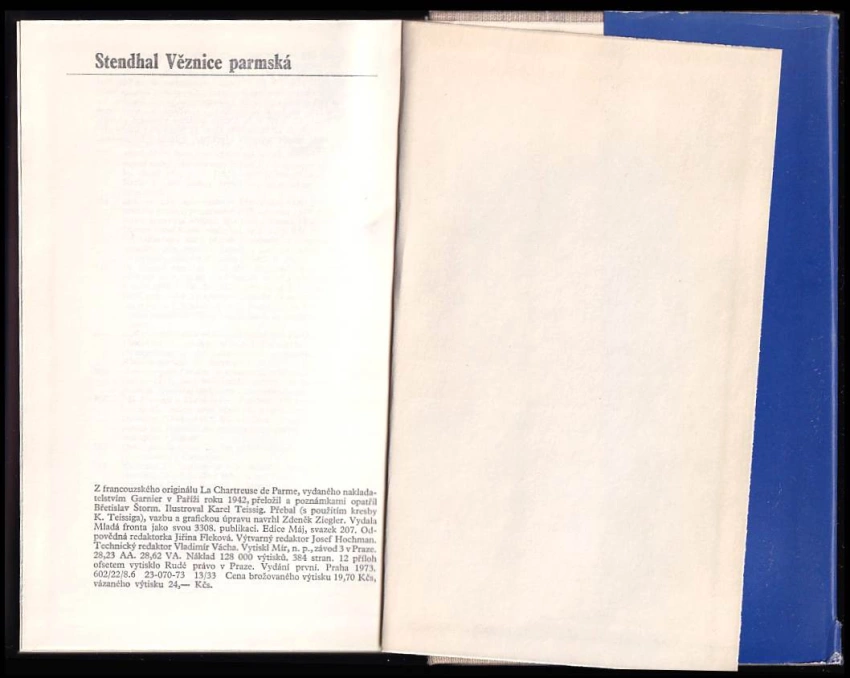 Stendhal Věznice parmská
Z francouzského originálu La Chartreuse de Parme, vydaného naklada-
telstvím Garnier v Paříži roku 1942, přeložil a poznámkami opatřil
Břetislav Štorm. Ilustroval Karel Teissig. Přebal (s použitím kresby
K. Teissiga), vazbu a grafickou úpravu navrhl Zdeněk Ziegler. Vydala
Mladá fronta jako svou 3308. publikaci. Edice Máj, svazek 207. Od-
povědná redaktorka Jiřina Fleková. Výtvarný redaktor Josef Hochman.
Technický redaktor Vladimír Vácha. Vytiskl Mír, n. p., závod 3 v Praze.
28,23 AA. 28,62 VA. Náklad 128 000 výtisků. 384 stran. 12 příloh
ofsetem vytisklo Rudé právo v Praze. Vydání první. Praha 1973.
602/22/8.6 23-070-73 13/33 Cena brožovaného výtisku 19,70 Kčs,
vázaného výtisku 24,— Kčs.